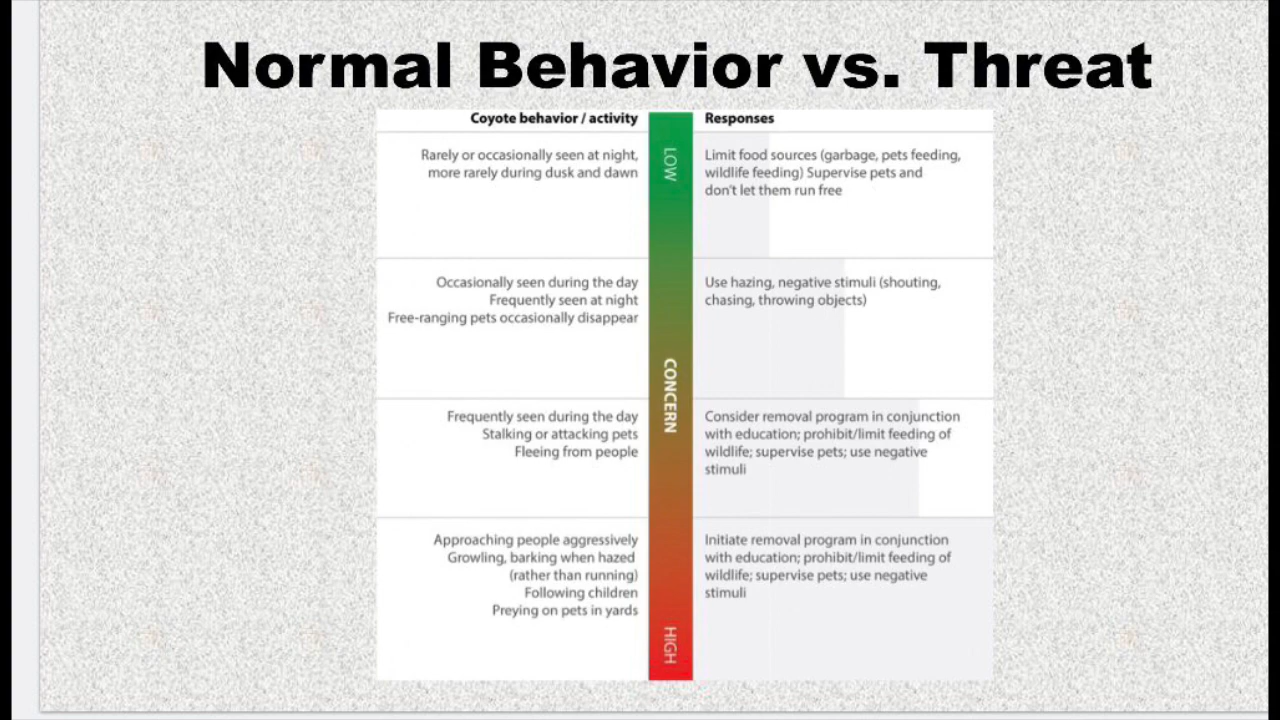 Normal Behavior vs. Threat
Coyote behavior / activity
Responses
LOW
CONCERN
HIGH
Rarely or occasionally seen at night,
more rarely during dusk and dawn
Limit food sources (garbage, pets feeding,
wildlife feeding) Supervise pets and
don't let them run free
Occasionally seen during the day
Frequently seen at night
Free-ranging pets occasionally disappear
Use hazing, negative stimuli (shouting,
chasing, throwing objects)
Frequently seen during the day
Stalking or attacking pets
Fleeing from people
Consider removal program in conjunction
with education; prohibit/limit feeding of
wildlife; supervise pets; use negative
stimuli
Approaching people aggressively
Growling, barking when hazed
(rather than running)
Following children
Preying on pets in yards
Initiate removal program in conjunction
with education; prohibit/limit feeding of
wildlife; supervise pets; use negative
stimuli